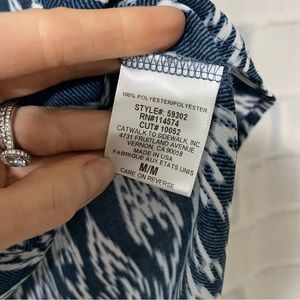 100% POLYESTER/POLYESTER
STYLE#: 59302
RN#114574
CUT# 10052
CATWALK TO SIDEWALK, INC
4731 FRUITLAND AVENUE
VERNON, CA 90058
MADE IN USA
FABRIQUE AUX ETATS UNIS
M/M
CARE ON REVERSE